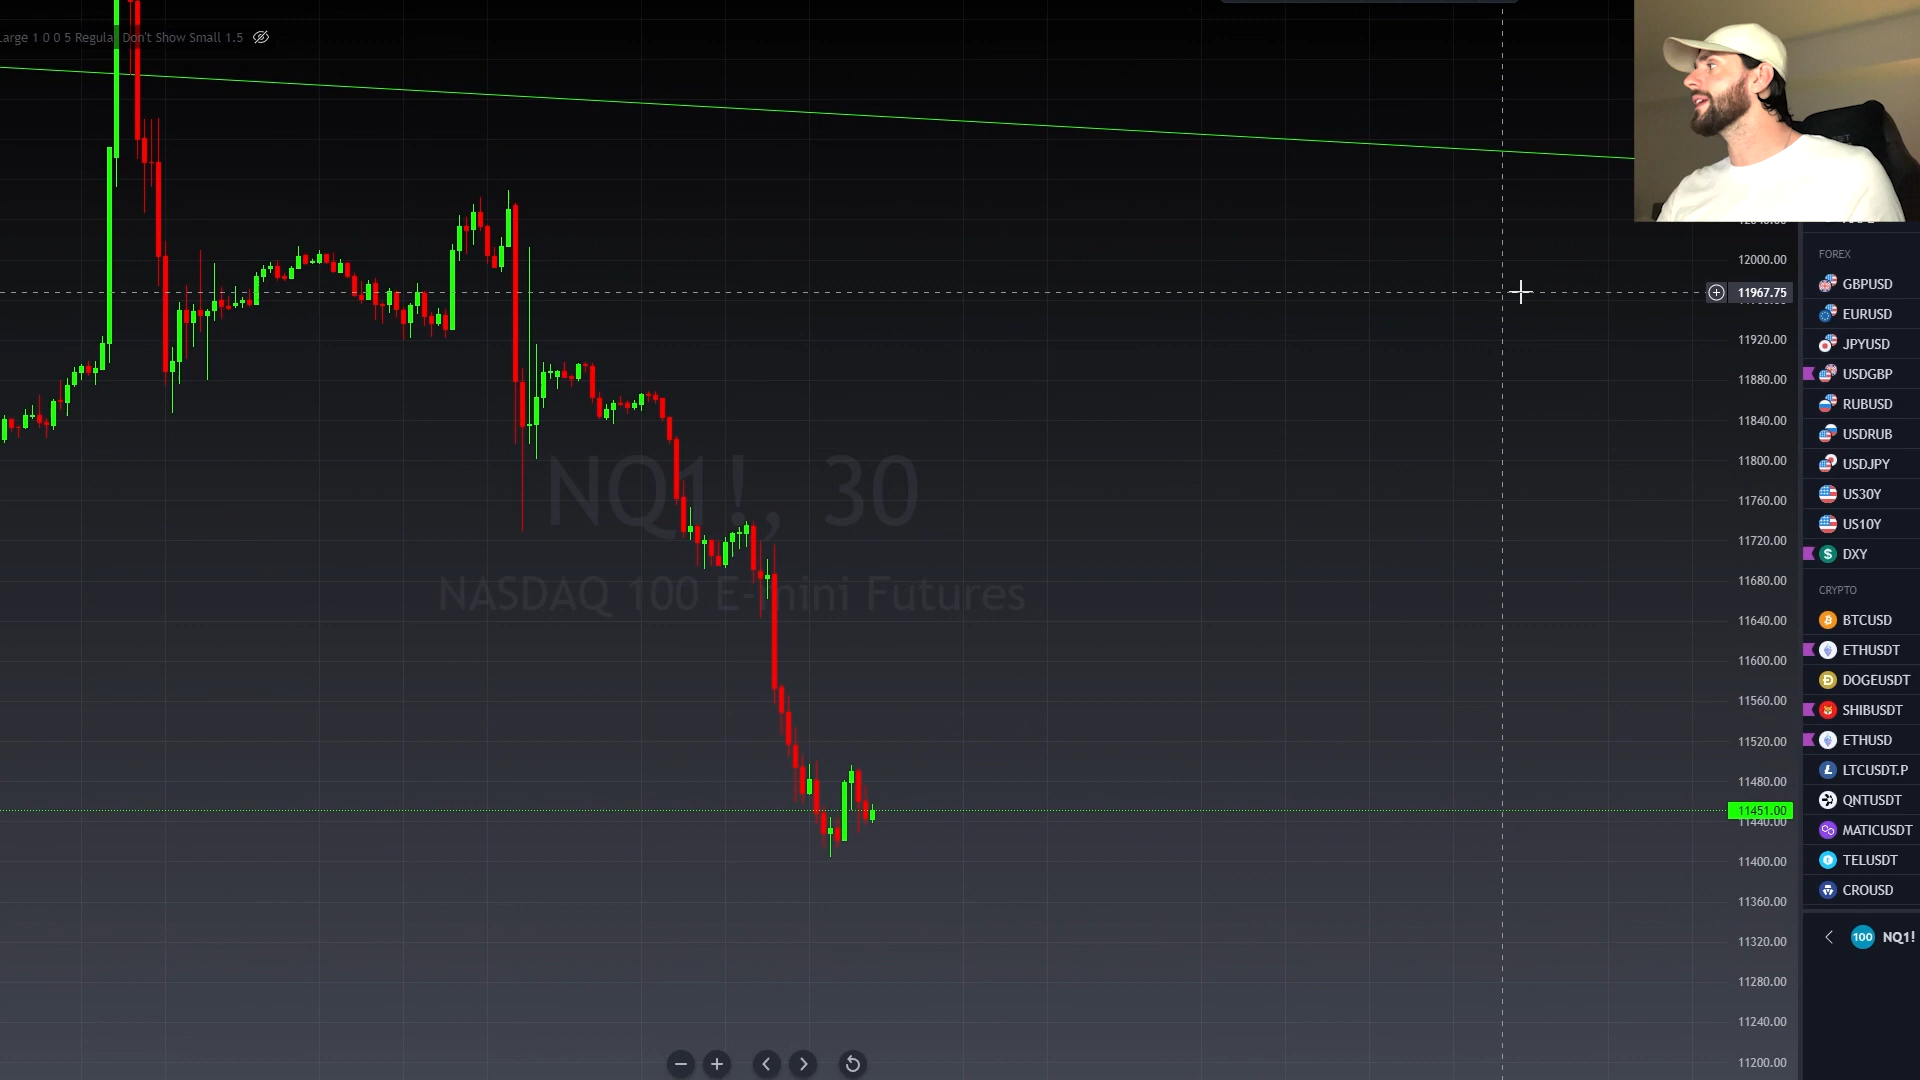 Large 1 0 0 5 Regular Don't Show Small 1.5
NQ1!, 30
NASDAQ 100 E-mini Futures
12000.00
11967.75
11920.00
11880.00
11840.00
11800.00
11760.00
11720.00
11680.00
11640.00
11600.00
11560.00
11520.00
11480.00
11451.00
11440.00
11400.00
11360.00
11320.00
11280.00
11240.00
11200.00
FOREX
GBPUSD
EURUSD
JPYUSD
USDGBP
RUBUSD
USDRUB
USDJPY
US30Y
US10Y
$ DXY
CRYPTO
BTCUSD
ETHUSDT
DOGEUSDT
SHIBUSDT
ETHUSD
LTCUSDT.P
QNTUSDT
MATICUSDT
TELUSDT
CROUSD
100 NQ1!